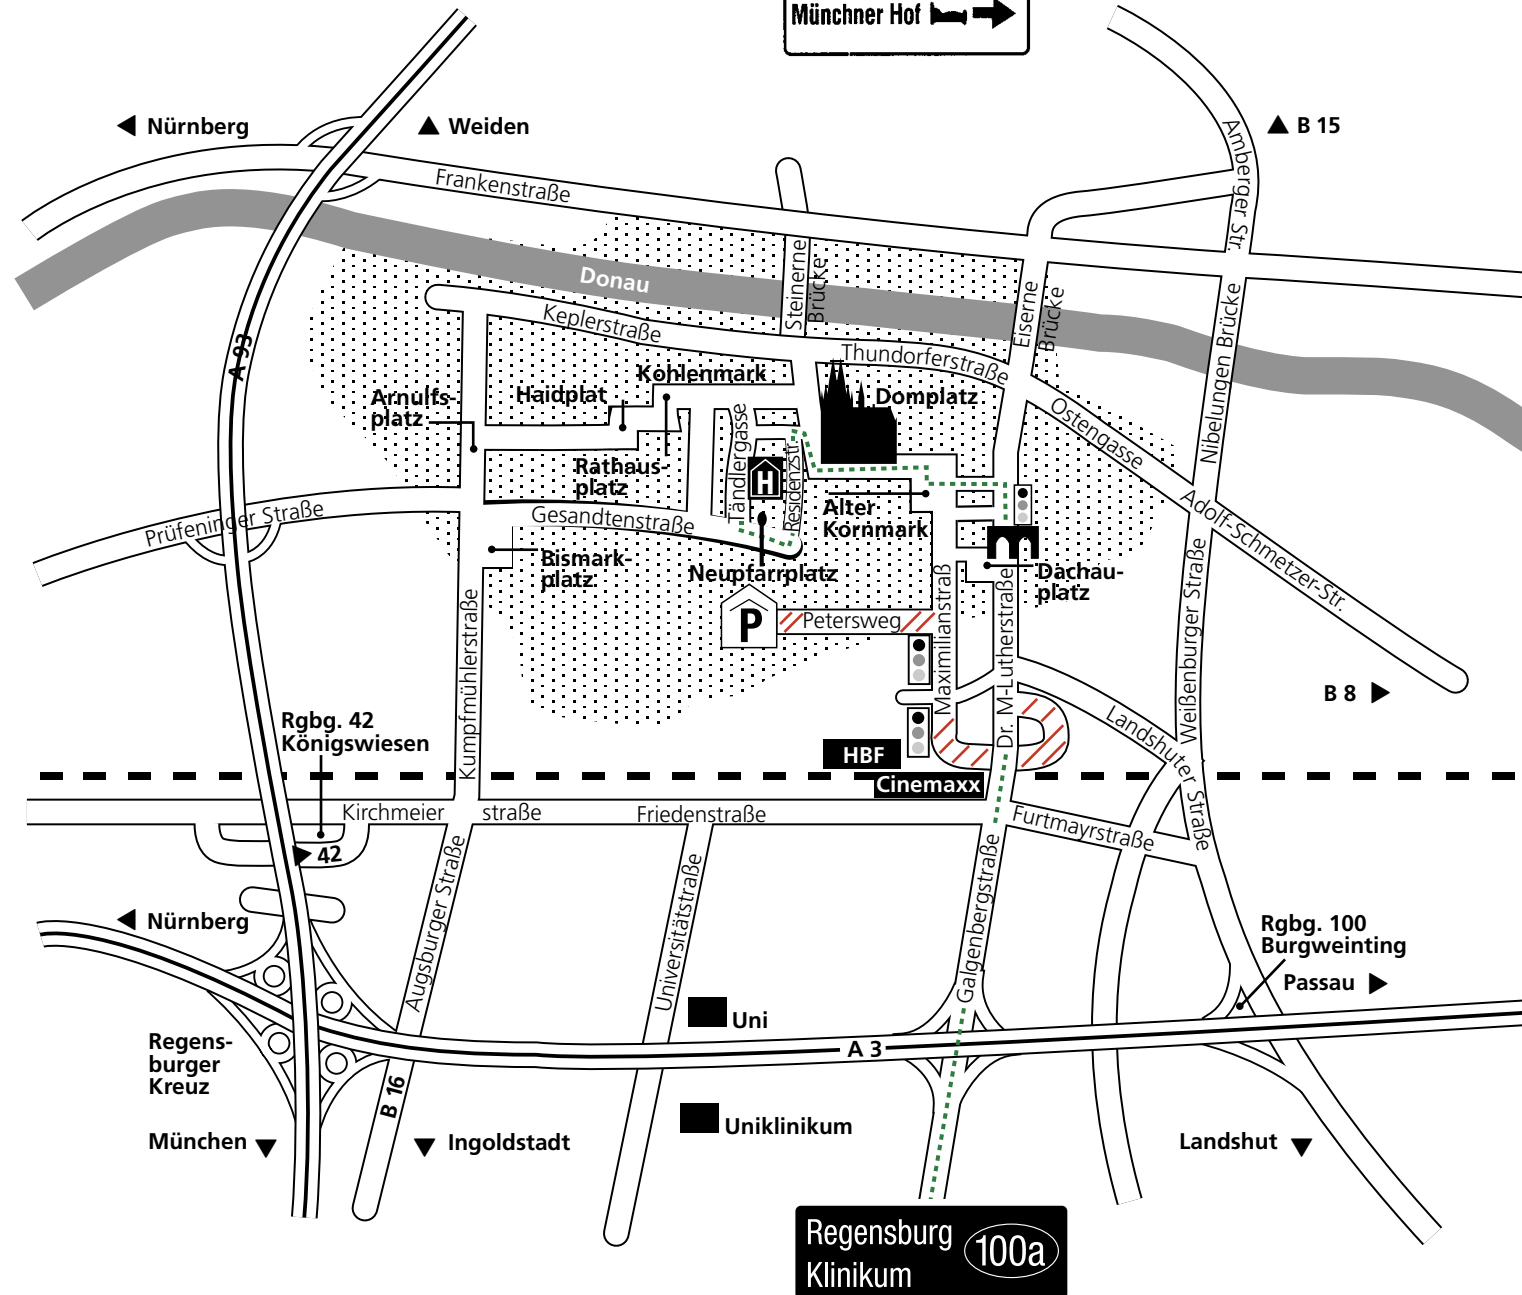 Münchner Hof
Nürnberg
Weiden
B 15
Amberger Str.
Frankenstraße
Donau
Steinerne
Brücke
Eiserne
Brücke
Nibelungen Brücke
Keplerstraße
Thundorferstraße
A 93
Kohlenmark
Haidplat
Arnulfs-
platz
Domplatz
Ostengasse
Tändlergasse
H
Residenzstr.
Rathaus-
platz
Alter
Kornmark
Adolf-Schmetzer-Str.
Prüfeninger Straße
Gesandtenstraße
Bismark-
platz
Neupfarrplatz
Dachau-
platz
P
Petersweg
Maximilianstraß
Dr. M-Lutherstraße
Weißenburger Straße
Kumpfmühlerstraße
B 8
Rgbg. 42
Königswiesen
Landshuter Straße
HBF
Cinemaxx
Kirchmeier straße
Friedenstraße
Furtmayrstraße
42
Augsburger Straße
Universitätstraße
Galgenbergstraße
Nürnberg
Rgbg. 100
Burgweinting
Passau
Uni
A 3
Regens-
burger
Kreuz
B 16
Uniklinikum
München
Ingoldstadt
Landshut
Regensburg
Klinikum
100a